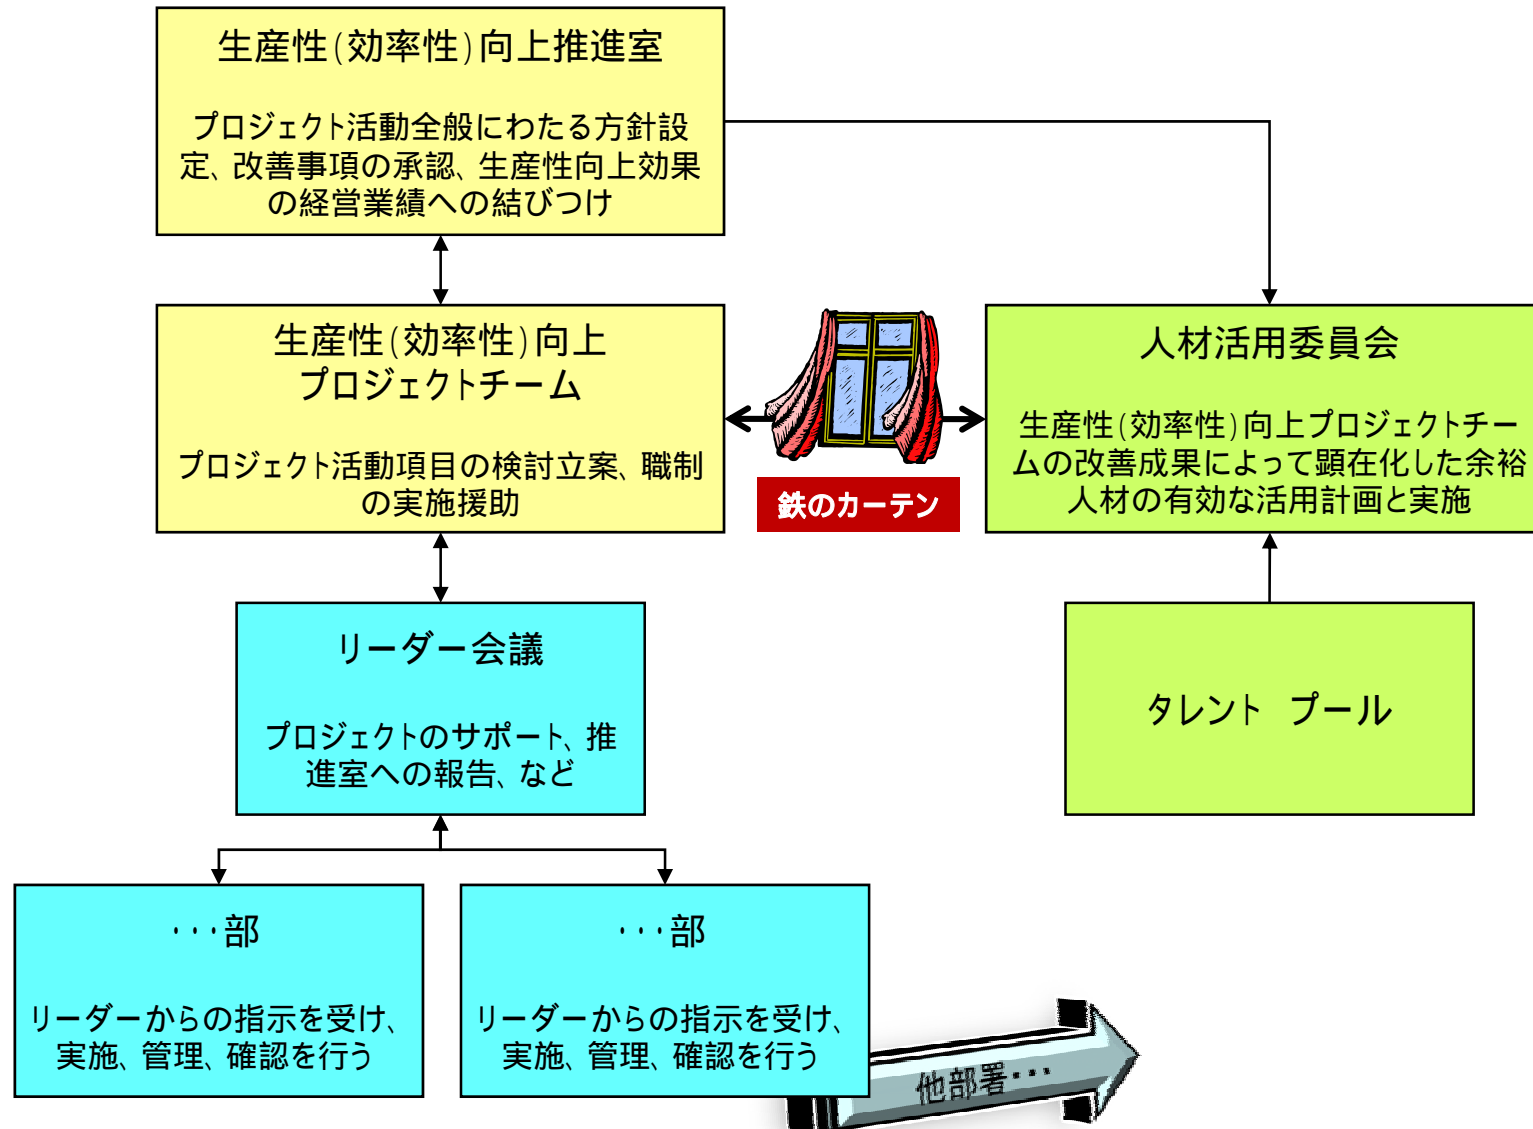 生産性(効率性)向上推進室
プロジェクト活動全般にわたる方針設
定、改善事項の承認、生産性向上効果
の経営業績への結びつけ
生産性(効率性)向上
プロジェクトチーム
プロジェクト活動項目の検討立案、職制
の実施援助
鉄のカーテン
人材活用委員会
生産性(効率性)向上プロジェクトチー
ムの改善成果によって顕在化した余裕
人材の有効な活用計画と実施
リーダー会議
プロジェクトのサポート、推
進室への報告、など
タレント プール
・・・部
リーダーからの指示を受け、
実施、管理、確認を行う
・・・部
リーダーからの指示を受け、
実施、管理、確認を行う
他部署・・・